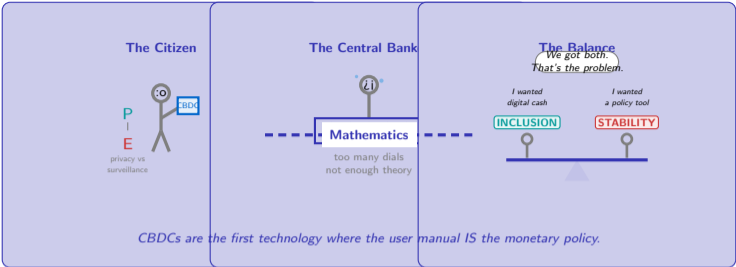 The Citizen
:o
CBDC
P
E
privacy vs
surveillance
The Central Bank
¿¡
Mathematics
too many dials
not enough theory
The Balance
We got both.
That's the problem.
I wanted
digital cash
I wanted
a policy tool
INCLUSION
STABILITY
CBDCs are the first technology where the user manual IS the monetary policy.